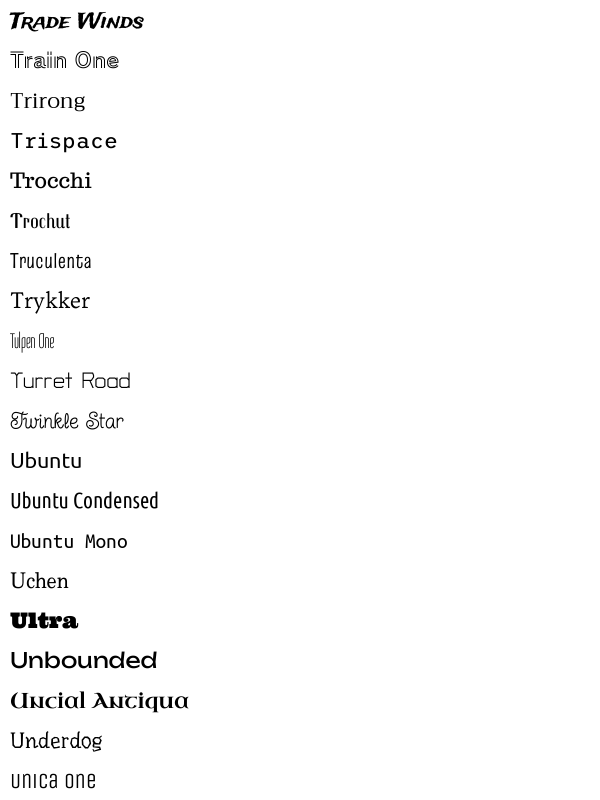 Trade Winds
Train One
Trirong
Trispace
Trocchi
Trochut
Truculenta
Trykker
Tulpen One
Turret Road
Twinkle Star
Ubuntu
Ubuntu Condensed
Ubuntu Mono
Uchen
Ultra
Unbounded
Uncial Antiqua
Underdog
Unica One